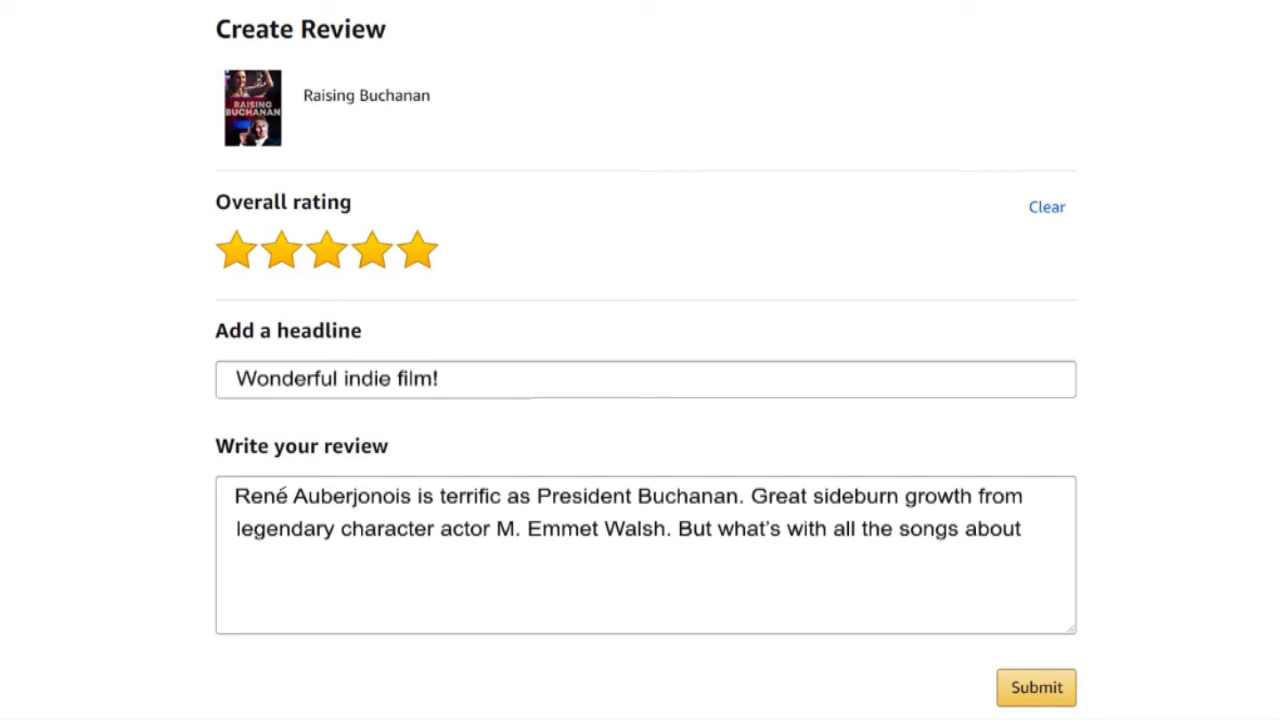 Create Review
RAISING
BUCHANAN
Raising Buchanan
Overall rating
Clear
Add a headline
Wonderful indie film!
Write your review
René Auberjonois is terrific as President Buchanan. Great sideburn growth from
legendary character actor M. Emmet Walsh. But what's with all the songs about
Submit